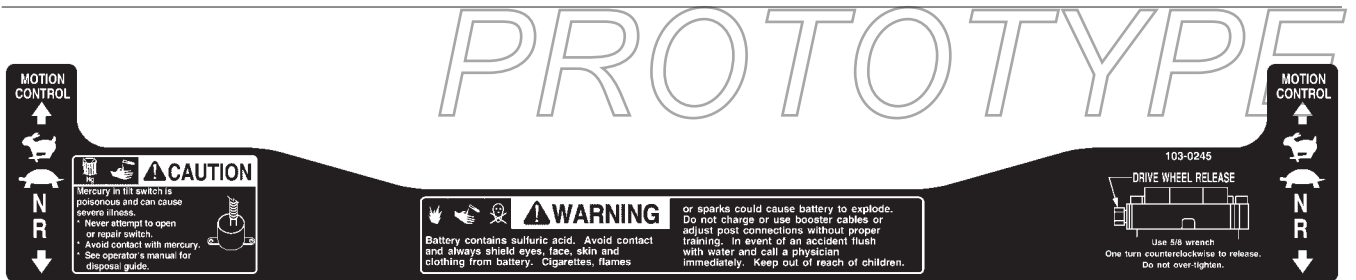 PROTOTYPE
MOTION
CONTROL
N
R
Hg
CAUTION
Mercury in tilt switch is
poisonous and can cause
severe illness.
* Never attempt to open
or repair switch.
* Avoid contact with mercury.
* See operator's manual for
disposal guide.
WARNING
Battery contains sulfuric acid. Avoid contact
and always shield eyes, face, skin and
clothing from battery. Cigarettes, flames
or sparks could cause battery to explode.
Do not charge or use booster cables or
adjust post connections without proper
training. In event of an accident flush
with water and call a physician
immediately. Keep out of reach of children.
103-0245
DRIVE WHEEL RELEASE
Use 5/8 wrench
One turn counterclockwise to release.
Do not over-tighten.
MOTION
CONTROL
N
R